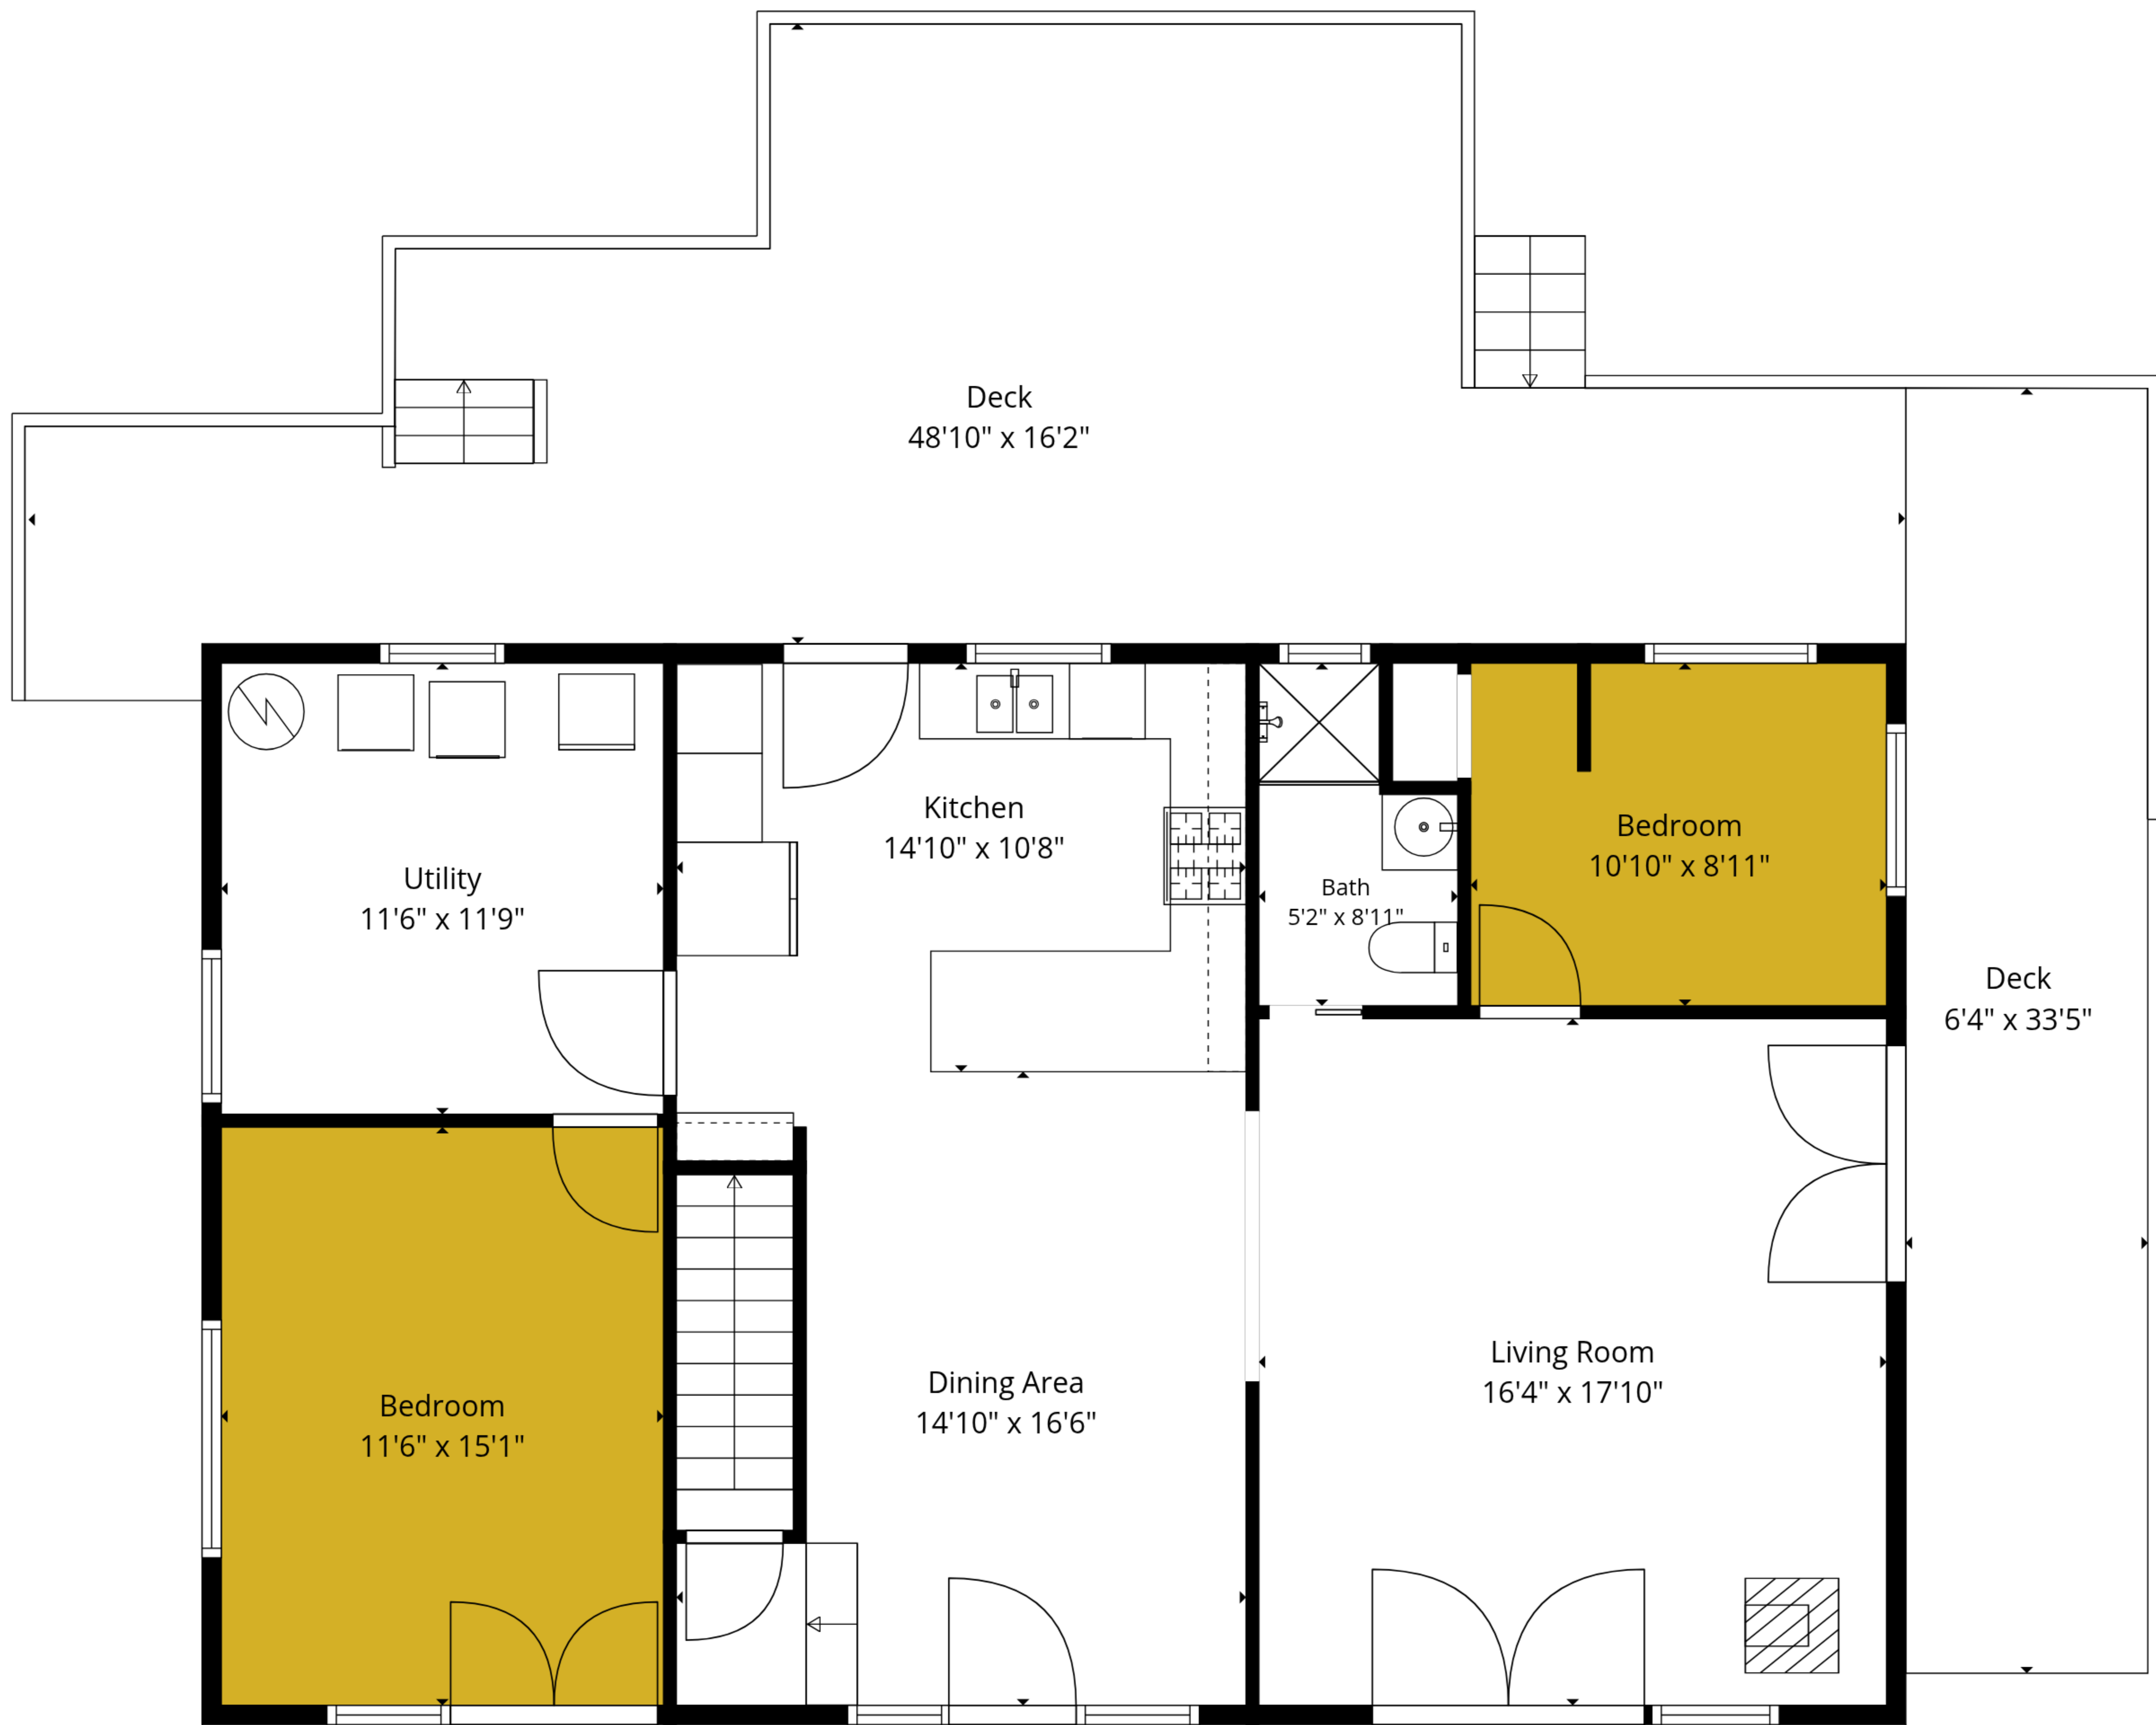 Deck
48'10" x 16'2"
Kitchen
14'10" x 10'8"
Bedroom
10'10" x 8'11"
Utility
11'6" x 11'9"
Bath
5'2" x 8'11"
Deck
6'4" x 33'5"
Living Room
16'4" x 17'10"
Dining Area
14'10" x 16'6"
Bedroom
11'6" x 15'1"